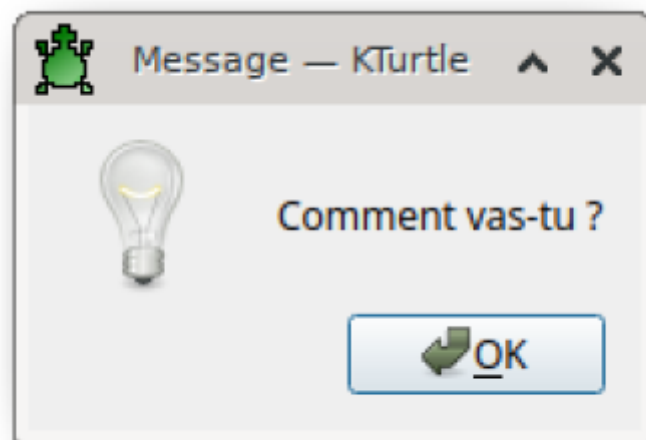 Message — KTurtle
Comment vas-tu ?
OK